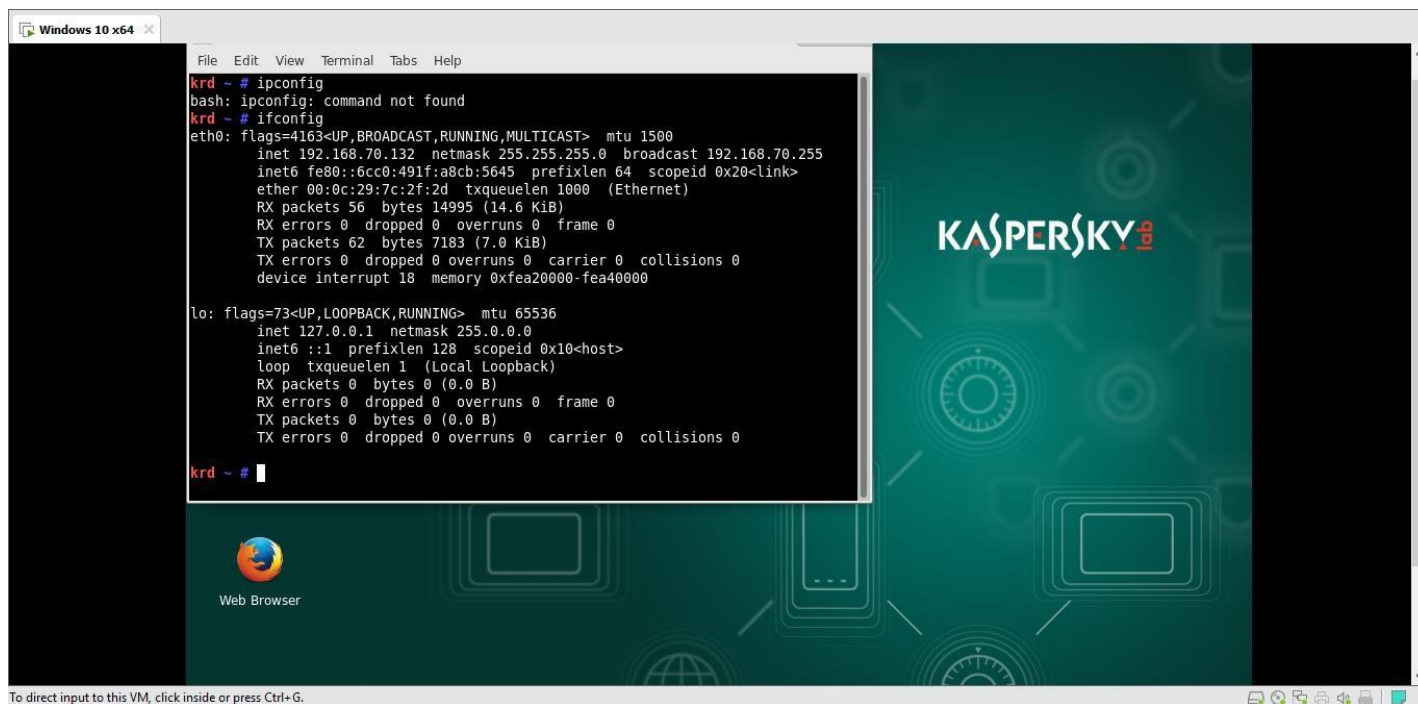 Windows 10 x64
File Edit View Terminal Tabs Help
krd ~ # ipconfig
bash: ipconfig: command not found
krd ~ # ifconfig
eth0: flags=4163<UP,BROADCAST,RUNNING,MULTICAST>  mtu 1500
        inet 192.168.70.132  netmask 255.255.255.0  broadcast 192.168.70.255
        inet6 fe80::6cc0:491f:a8cb:5645  prefixlen 64  scopeid 0x20<link>
        ether 00:0c:29:7c:2f:2d  txqueuelen 1000  (Ethernet)
        RX packets 56  bytes 14995 (14.6 KiB)
        RX errors 0  dropped 0  overruns 0  frame 0
        TX packets 62  bytes 7183 (7.0 KiB)
        TX errors 0  dropped 0 overruns 0  carrier 0  collisions 0
        device interrupt 18  memory 0xfea20000-fea40000
lo: flags=73<UP,LOOPBACK,RUNNING>  mtu 65536
        inet 127.0.0.1  netmask 255.0.0.0
        inet6 ::1  prefixlen 128  scopeid 0x10<host>
        loop  txqueuelen 1  (Local Loopback)
        RX packets 0  bytes 0 (0.0 B)
        RX errors 0  dropped 0  overruns 0  frame 0
        TX packets 0  bytes 0 (0.0 B)
        TX errors 0  dropped 0 overruns 0  carrier 0  collisions 0
krd ~ #
KASPERSKY lab
Web Browser
To direct input to this VM, click inside or press Ctrl+G.